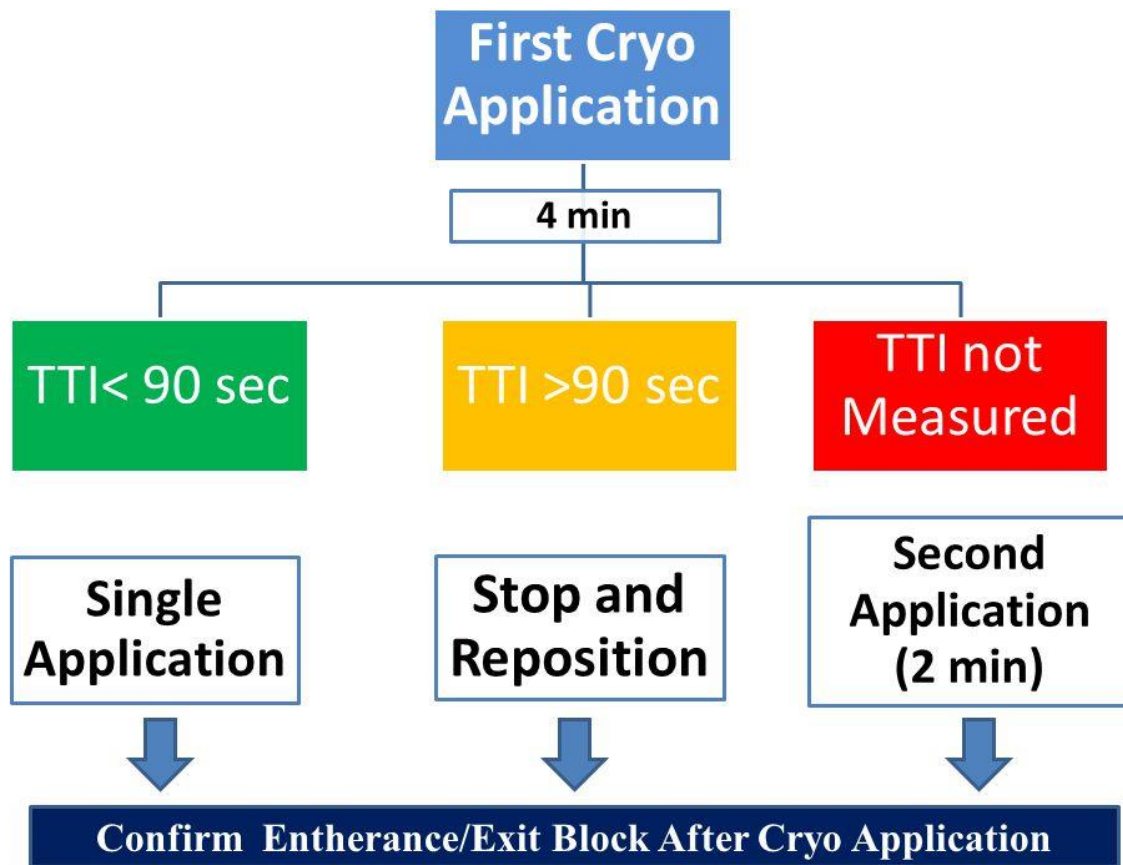 First Cryo
Application
4 min
TTI< 90 sec
TTI >90 sec
TTI not
Measured
Single
Application
Stop and
Reposition
Second
Application
(2 min)
Confirm Entherance/Exit Block After Cryo Application